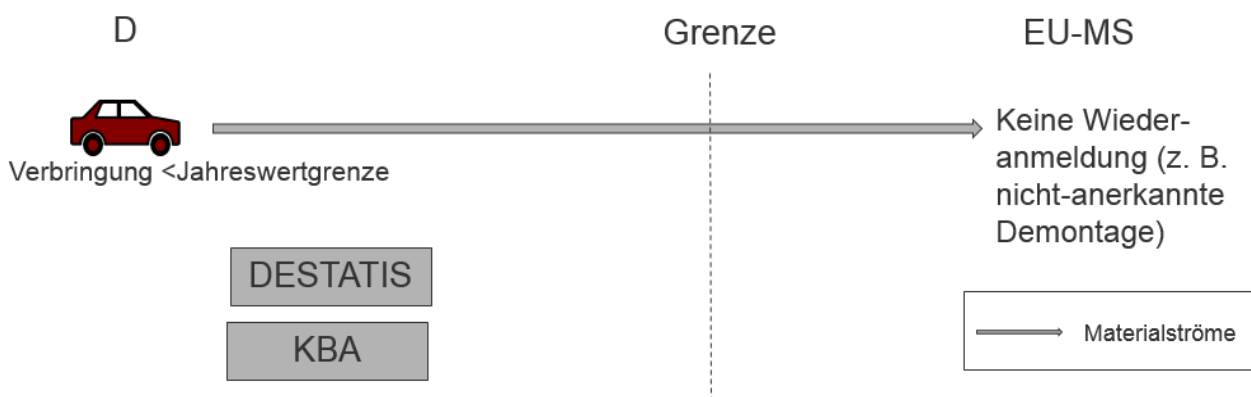 D
Grenze
EU-MS
Verbringung <Jahreswertgrenze
Keine Wieder-
anmeldung (z. B.
nicht-anerkannte
Demontage)
DESTATIS
KBA
Materialströme